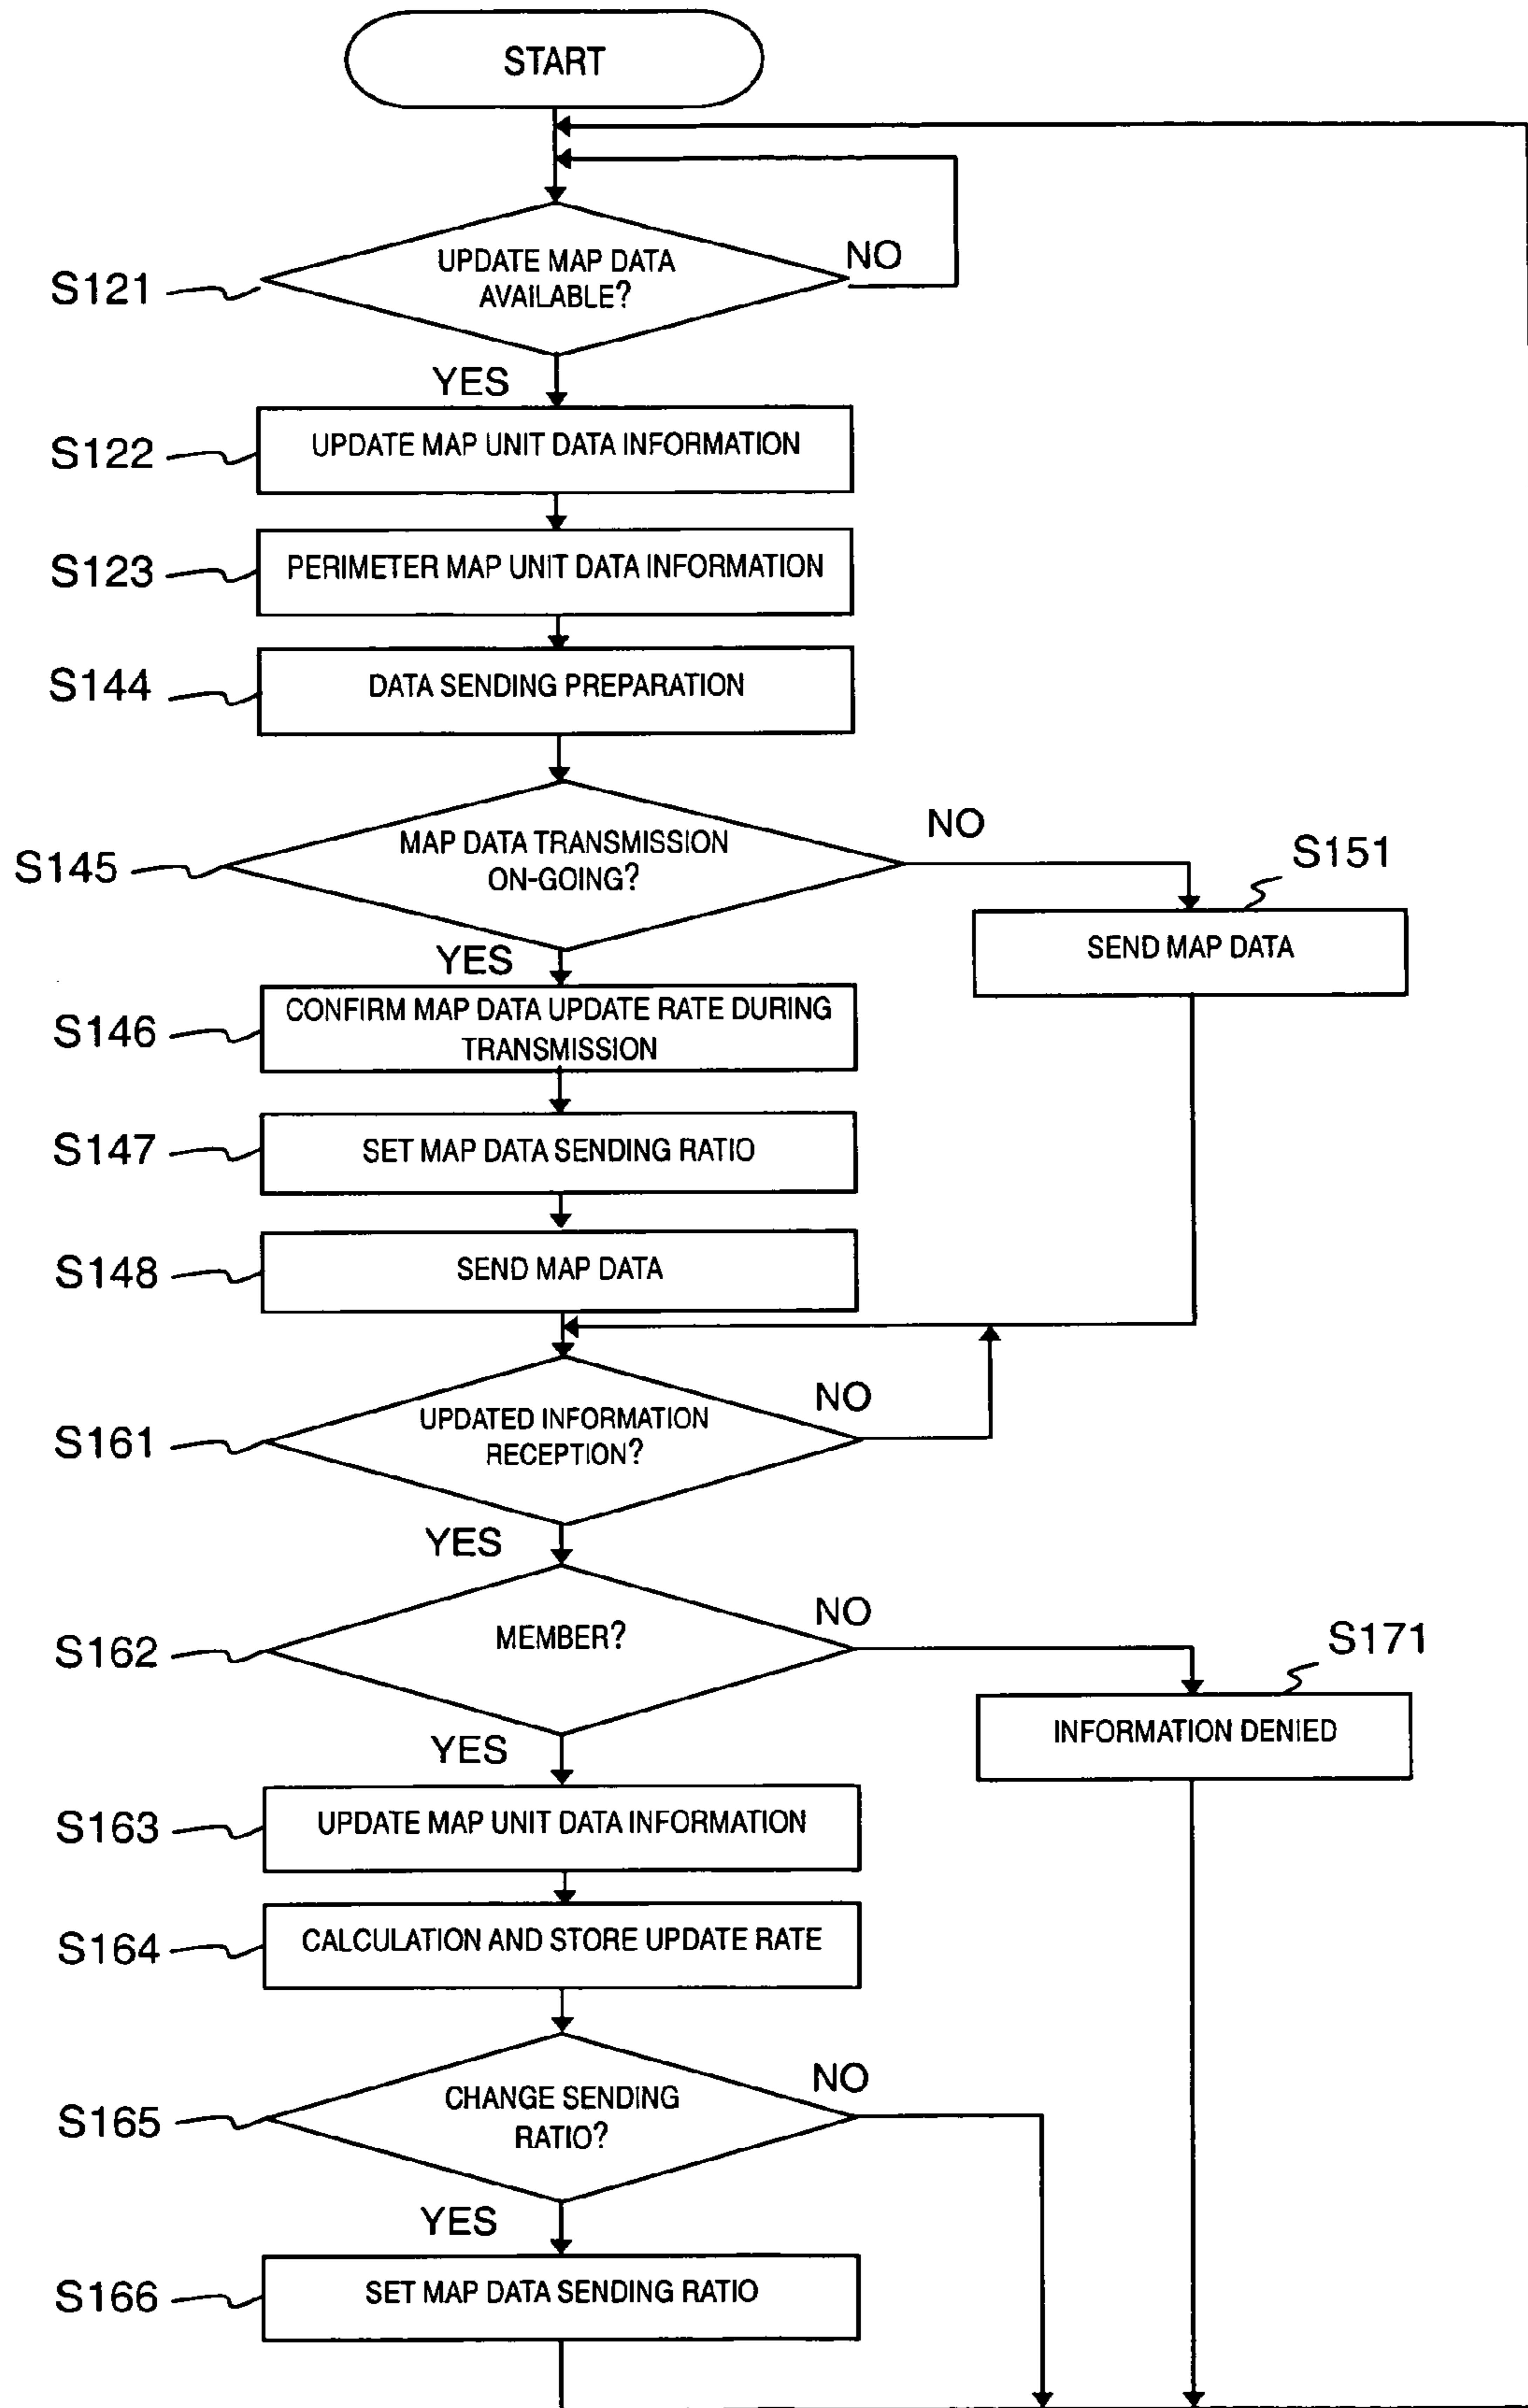 START
S121
UPDATE MAP DATA
AVAILABLE?
NO
YES
S122
UPDATE MAP UNIT DATA INFORMATION
S123
PERIMETER MAP UNIT DATA INFORMATION
S144
DATA SENDING PREPARATION
S145
MAP DATA TRANSMISSION
ON-GOING?
NO
S151
SEND MAP DATA
YES
S146
CONFIRM MAP DATA UPDATE RATE DURING
TRANSMISSION
S147
SET MAP DATA SENDING RATIO
S148
SEND MAP DATA
S161
UPDATED INFORMATION
RECEPTION?
NO
YES
S162
MEMBER?
NO
S171
INFORMATION DENIED
YES
S163
UPDATE MAP UNIT DATA INFORMATION
S164
CALCULATION AND STORE UPDATE RATE
S165
CHANGE SENDING
RATIO?
NO
YES
S166
SET MAP DATA SENDING RATIO